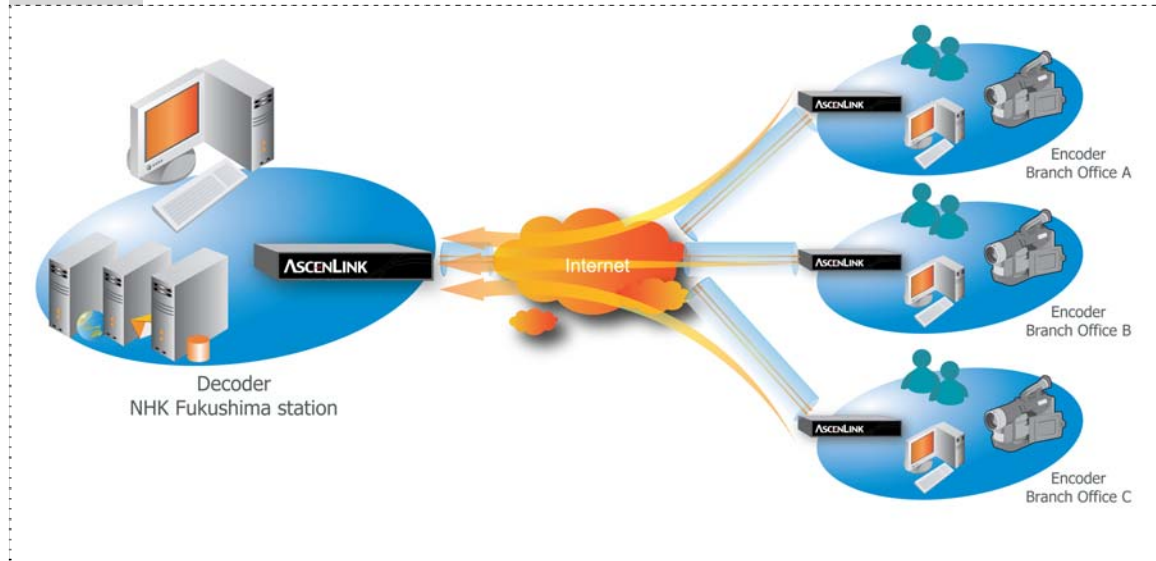 ASCENLINK
Decoder
NHK Fukushima station
Internet
ASCENLINK
Encoder
Branch Office A
ASCENLINK
Encoder
Branch Office B
ASCENLINK
Encoder
Branch Office C